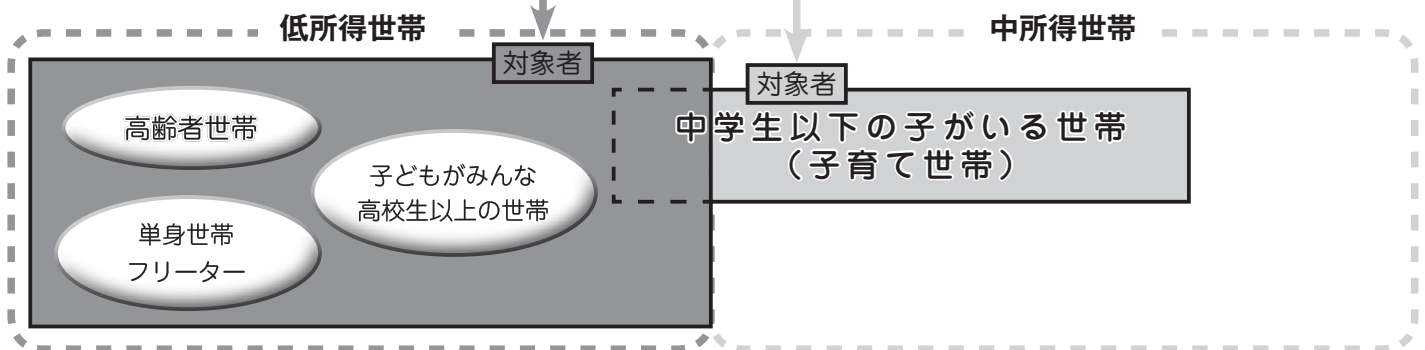 低所得世帯
対象者
高齢者世帯
子どもがみんな
高校生以上の世帯
単身世帯
フリーター
中所得世帯
対象者
中学生以下の子がいる世帯
（子育て世帯）